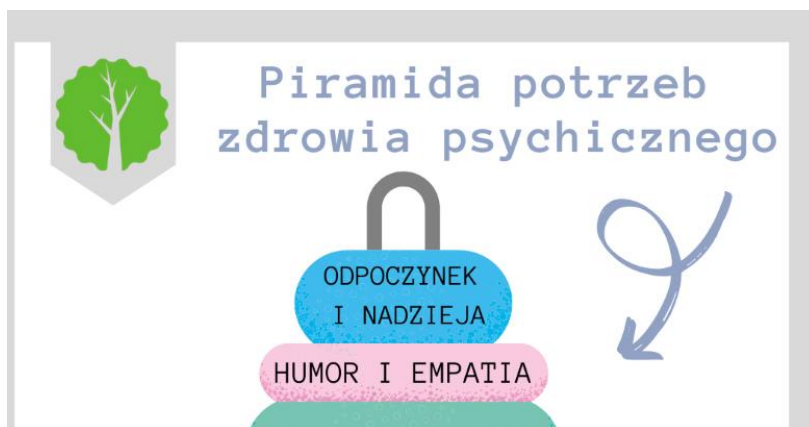 Piramida potrzeb
zdrowia psychicznego
ODPOCZYNEK
I NADZIEJA
HUMOR I EMPATIA